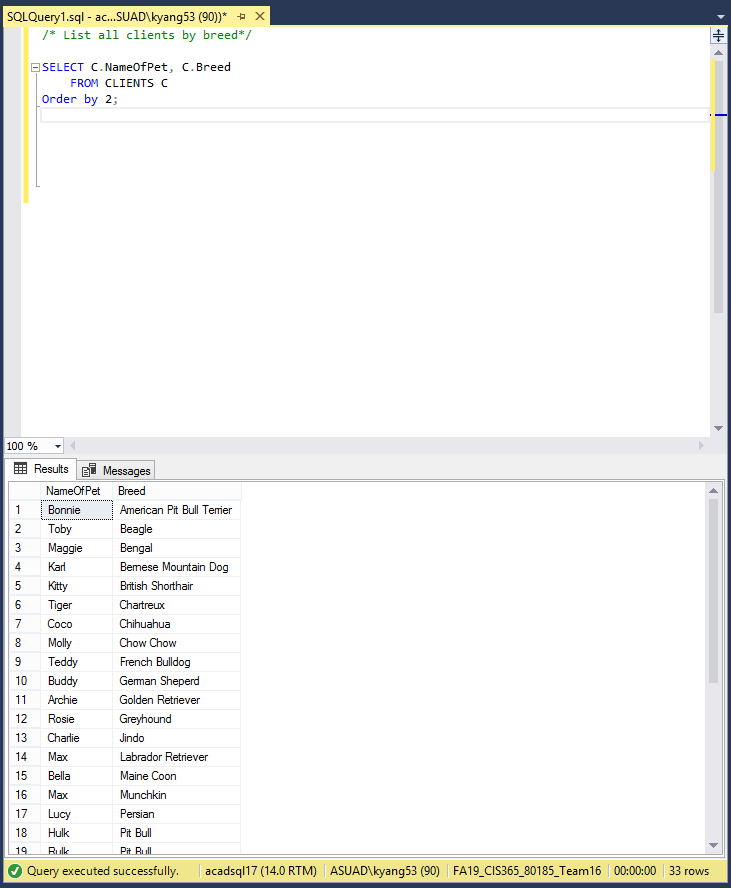 SQLQuery1.sql - ac...SUAD\kyang53 (90))*
/* List all clients by breed*/
SELECT C.NameOfPet, C.Breed
FROM CLIENTS C
Order by 2;
100 %
Results Messages
NameOfPet Breed
1 Bonnie American Pit Bull Terrier
2 Toby Beagle
3 Maggie Bengal
4 Karl Bernese Mountain Dog
5 Kitty British Shorthair
6 Tiger Chartreux
7 Coco Chihuahua
8 Molly Chow Chow
9 Teddy French Bulldog
10 Buddy German Sheperd
11 Archie Golden Retriever
12 Rosie Greyhound
13 Charlie Jindo
14 Max Labrador Retriever
15 Bella Maine Coon
16 Max Munchkin
17 Lucy Persian
18 Hulk Pit Bull
19 Pit Bull
Query executed successfully. acadsql17 (14.0 RTM) ASUAD\kyang53 (90) FA19_CIS365_80185_Team16 00:00:00 33 rows